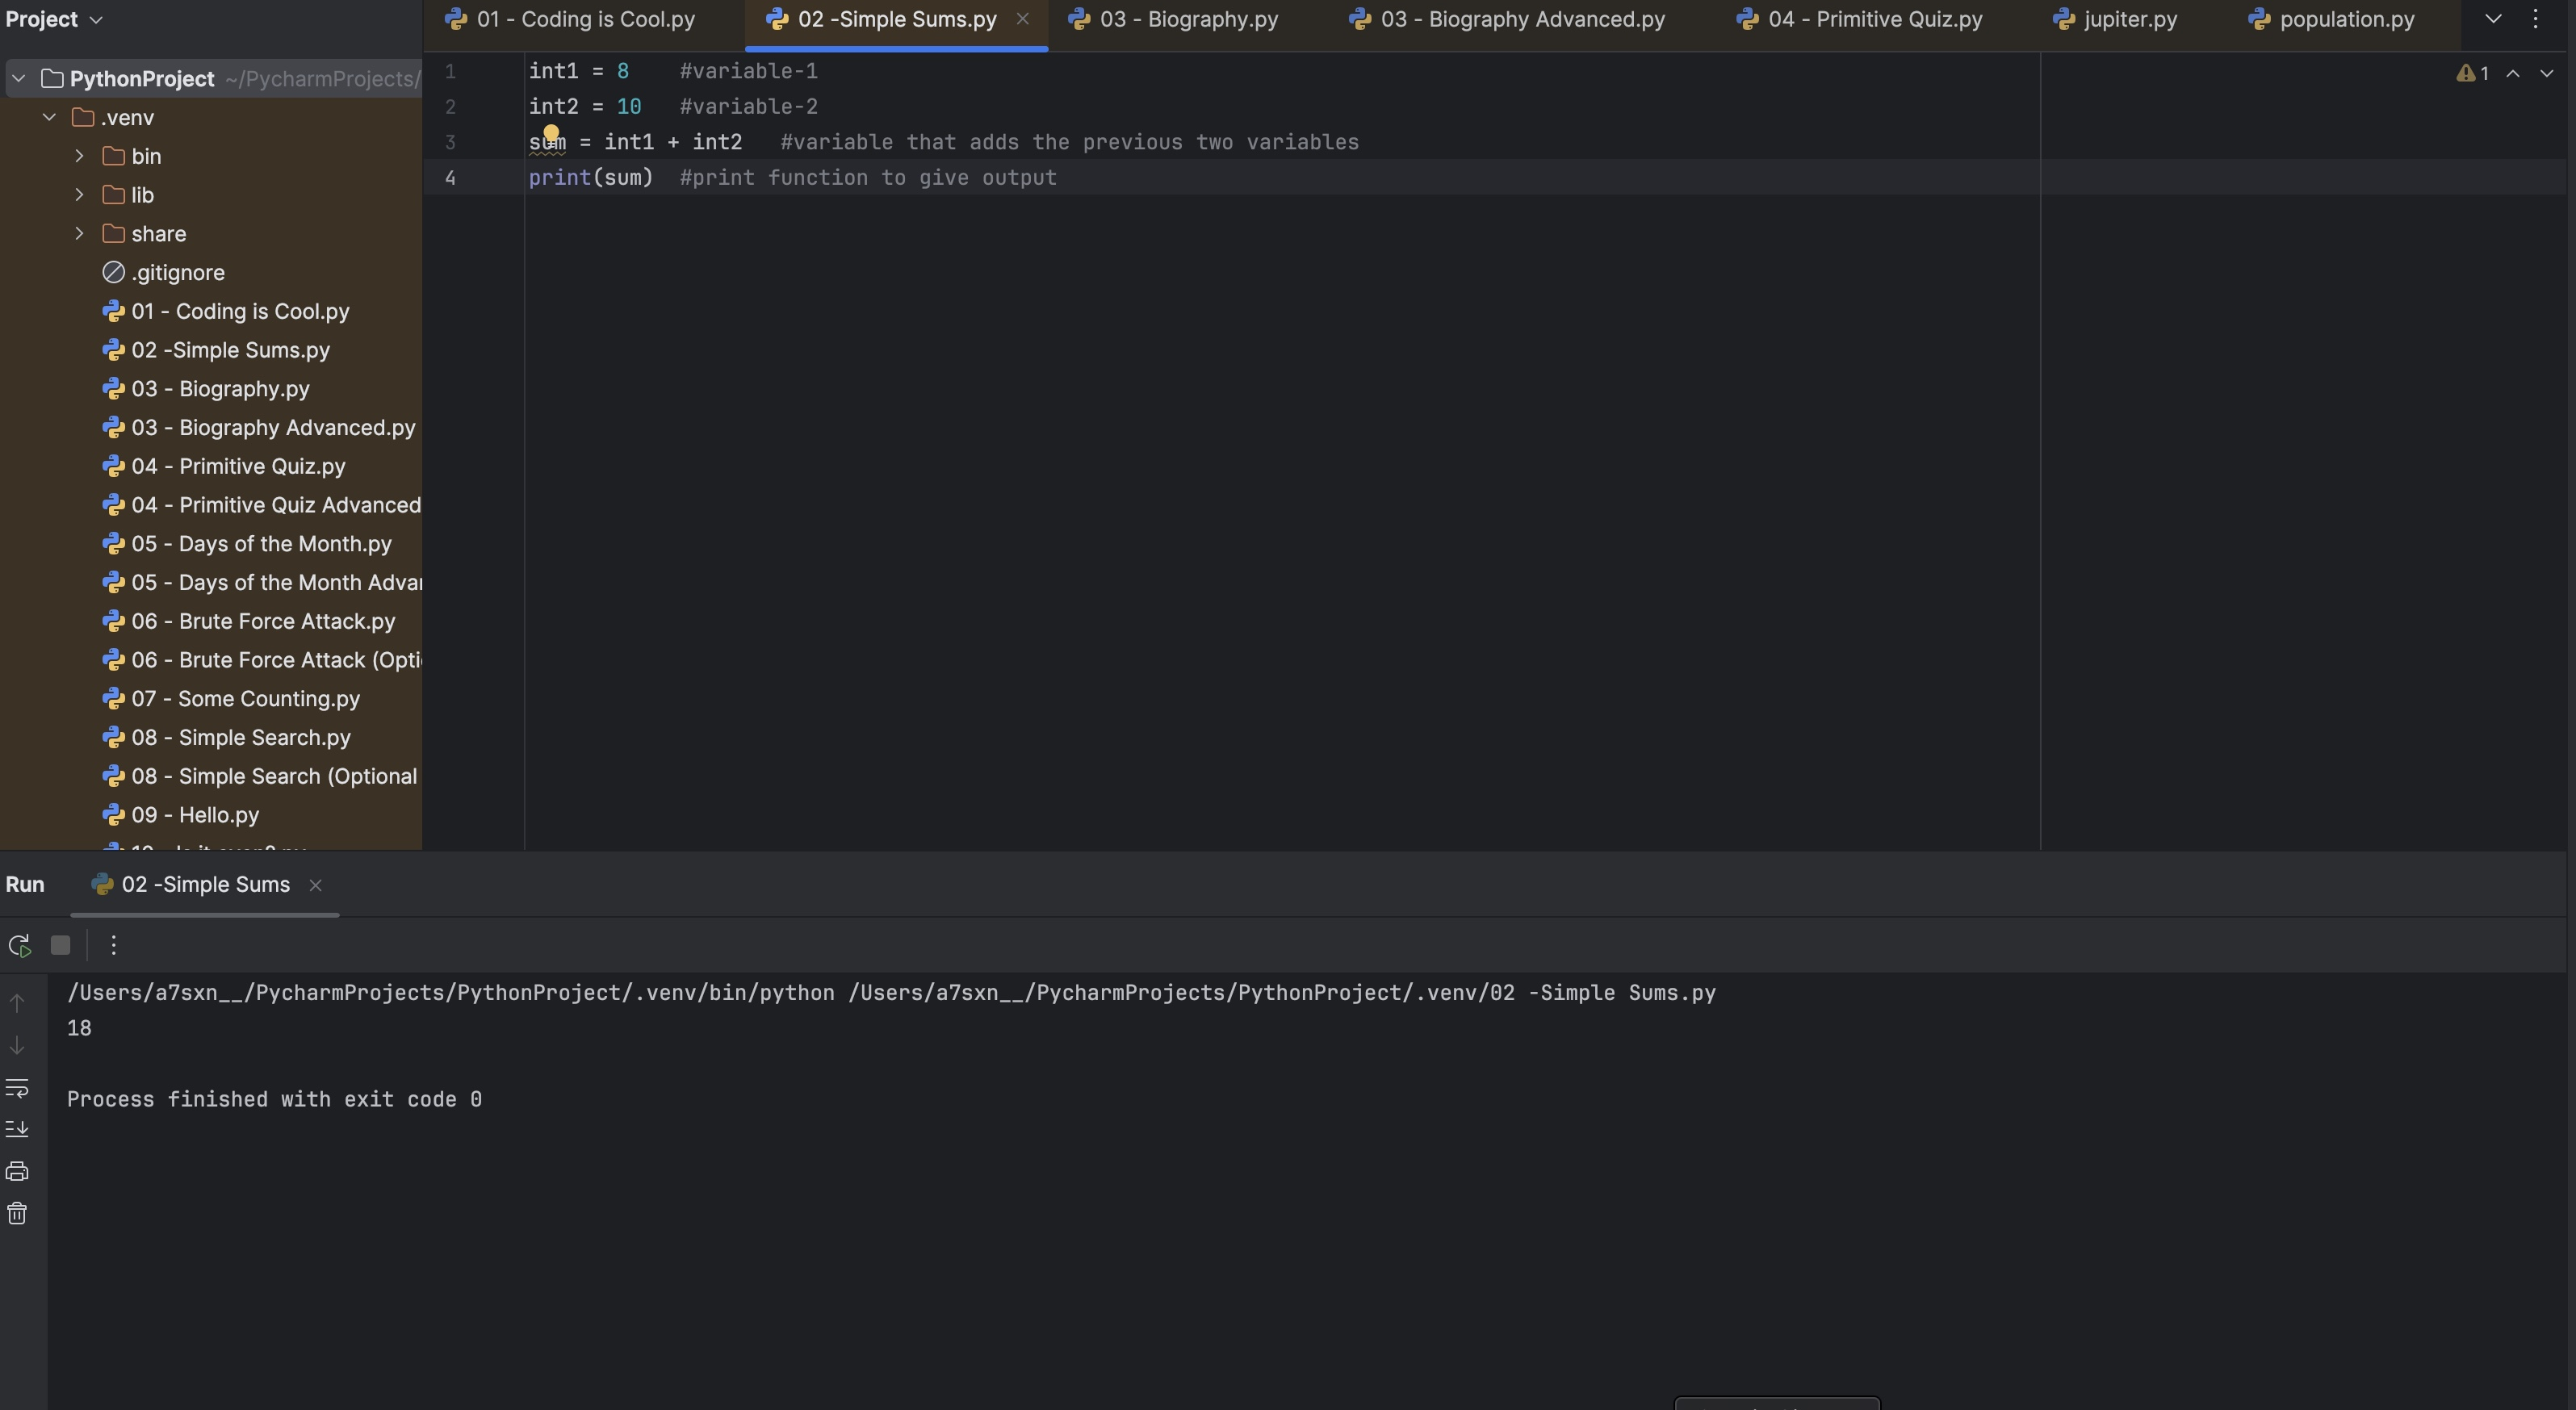 Project
01 - Coding is Cool.py
02 -Simple Sums.py
03 - Biography.py
03 - Biography Advanced.py
04 - Primitive Quiz.py
jupiter.py
population.py
PythonProject ~/PycharmProjects/
.venv
bin
lib
share
.gitignore
01 - Coding is Cool.py
02 -Simple Sums.py
03 - Biography.py
03 - Biography Advanced.py
04 - Primitive Quiz.py
04 - Primitive Quiz Advanced
05 - Days of the Month.py
05 - Days of the Month Advan
06 - Brute Force Attack.py
06 - Brute Force Attack (Opti
07 - Some Counting.py
08 - Simple Search.py
08 - Simple Search (Optional
09 - Hello.py
1 int1 = 8 #variable-1
2 int2 = 10 #variable-2
3 sum = int1 + int2 #variable that adds the previous two variables
4 print(sum) #print function to give output
1
Run 02 -Simple Sums
/Users/a7sxn__/PycharmProjects/PythonProject/.venv/bin/python /Users/a7sxn__/PycharmProjects/PythonProject/.venv/02 -Simple Sums.py
18
Process finished with exit code 0